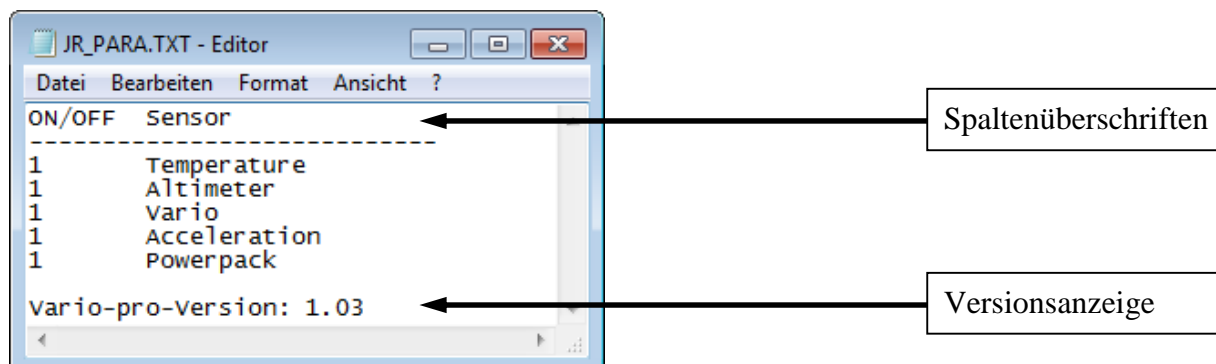 JR_PARA.TXT - Editor
Datei Bearbeiten Format Ansicht ?
ON/OFF Sensor
----------------------------
1 Temperature
1 Altimeter
1 Vario
1 Acceleration
1 Powerpack
Vario-pro-Version: 1.03
Spaltenüberschriften
Versionsanzeige